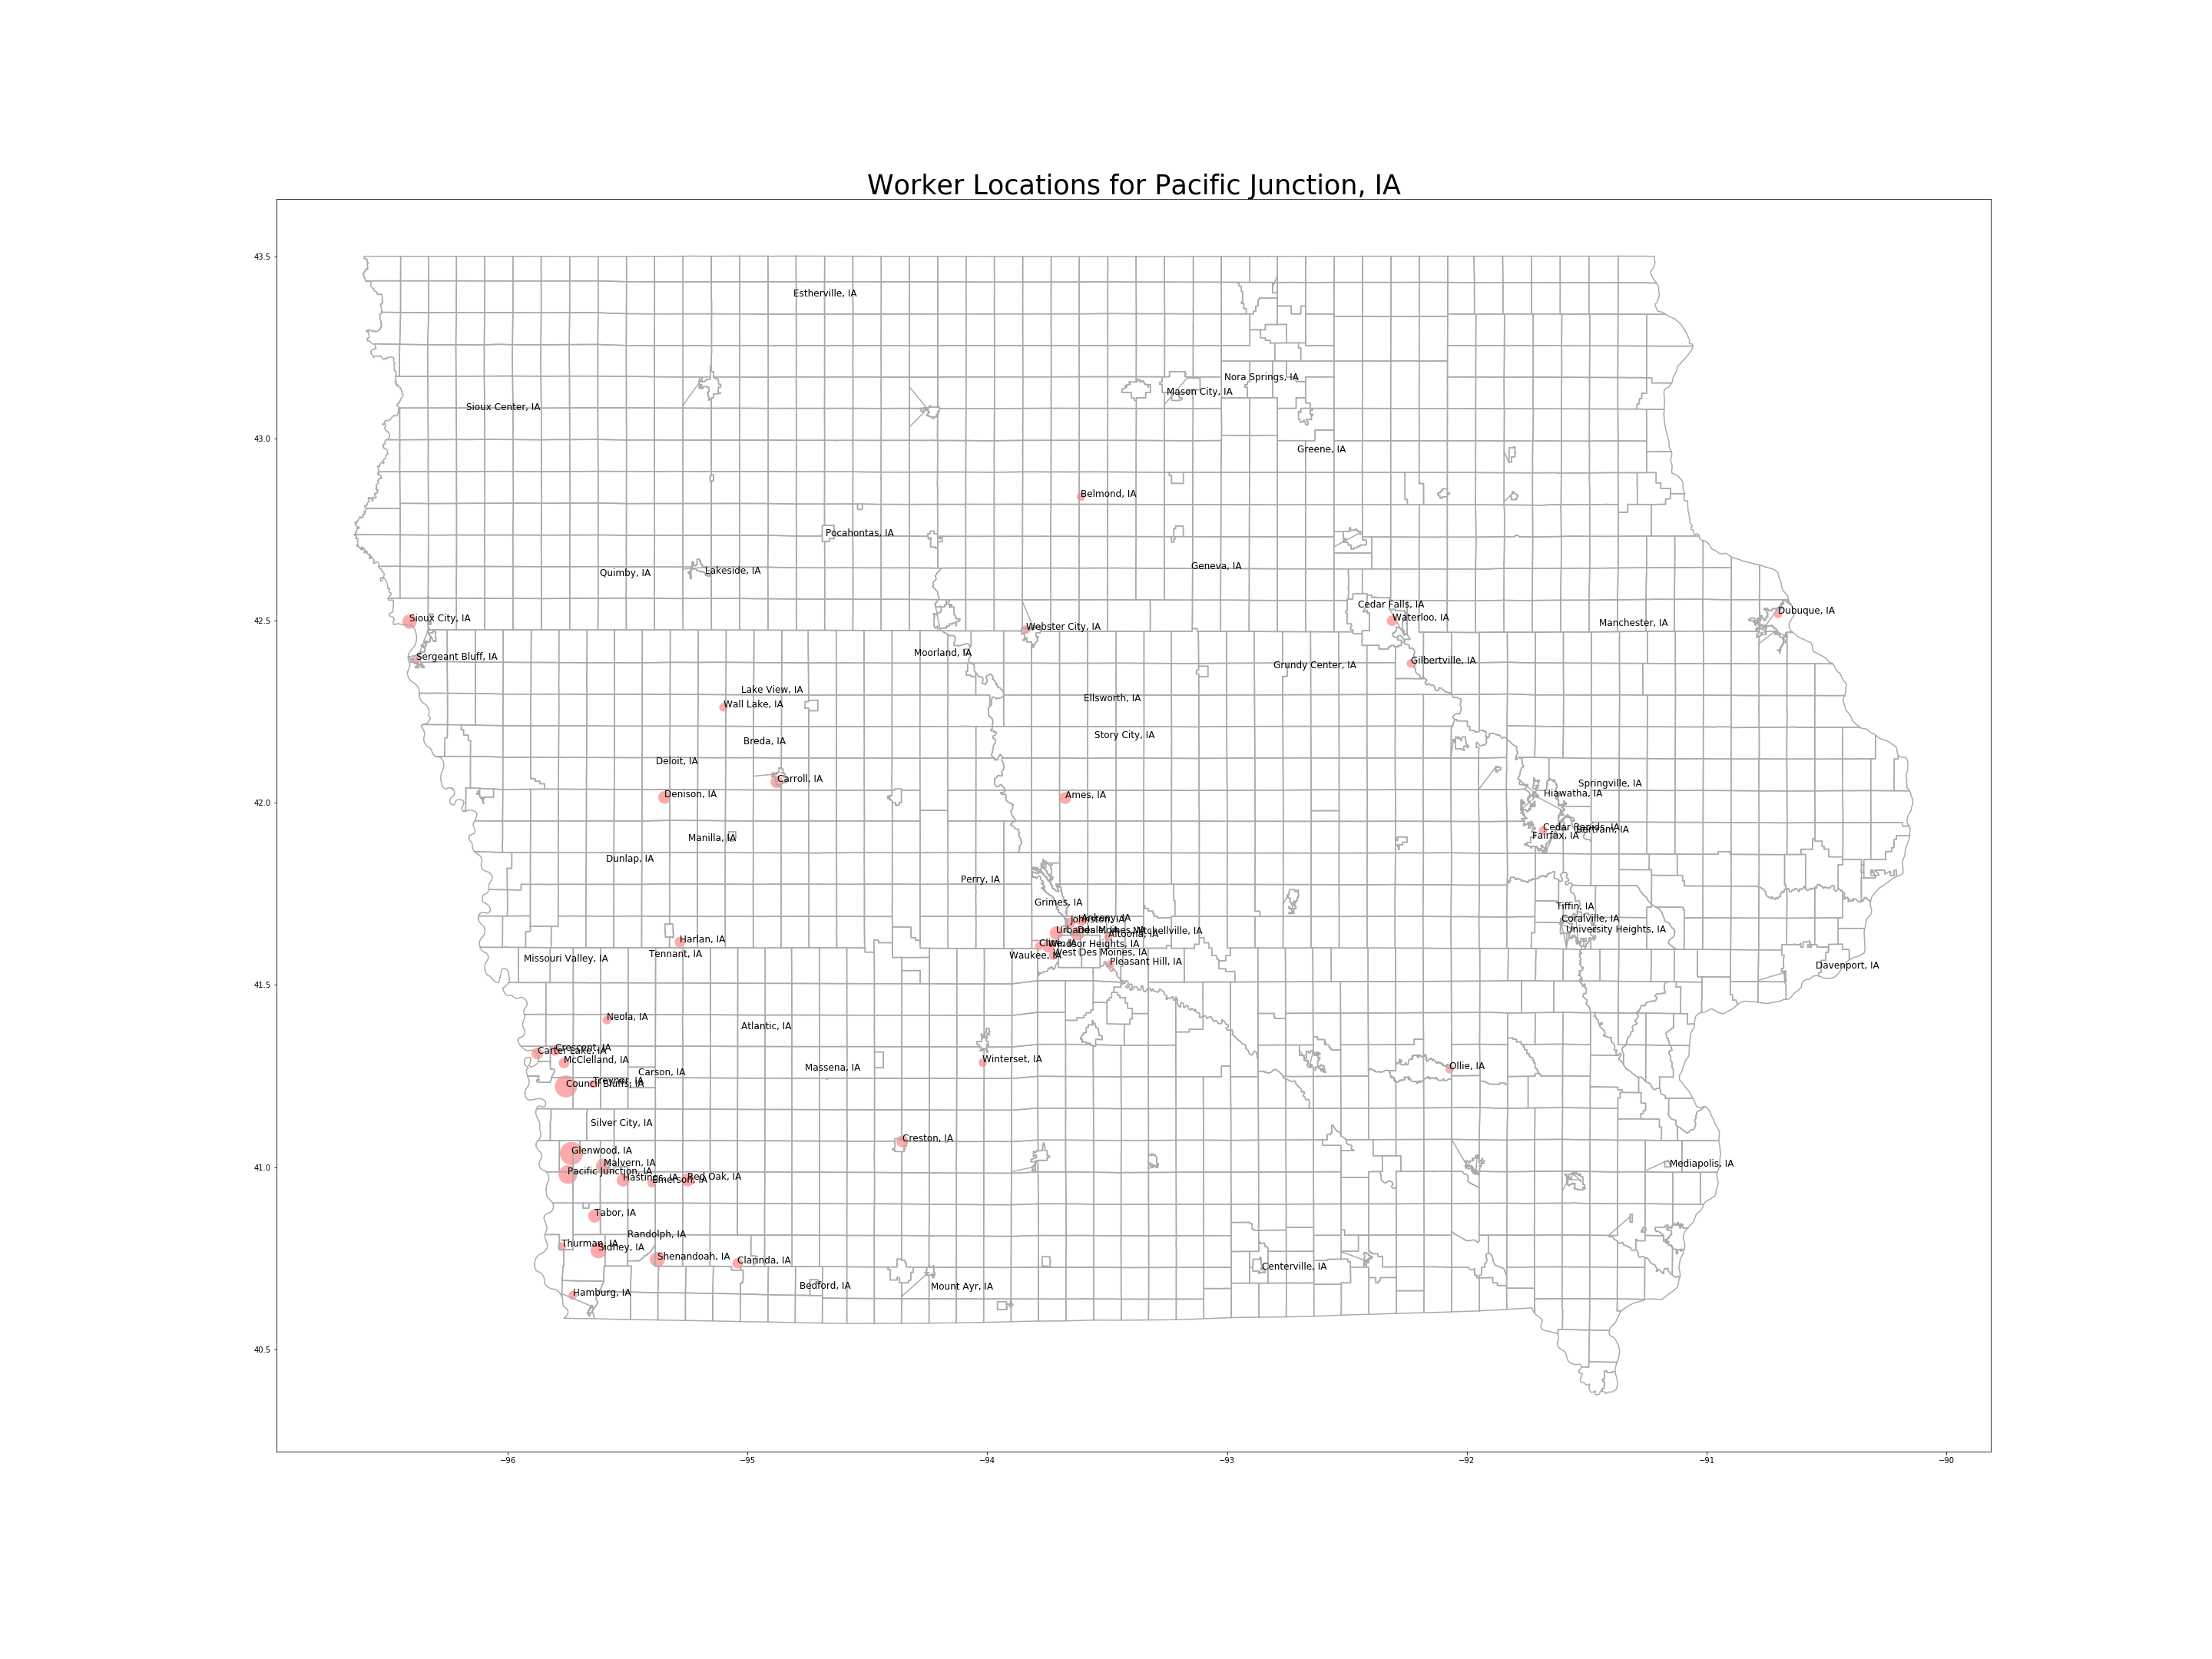 Worker Locations for Pacific Junction, IA
43.5
Estherville, IA
Nora Springs, IA
Mason City, IA
Sioux Center, IA
43.0
Greene, IA
Belmond, IA
Pocahontas, IA
Geneva, IA
Quimby, IA
Lakeside, IA
Cedar Falls, IA
Dubuque, IA
42.5
Sioux City, IA
Waterloo, IA
Manchester, IA
Webster City, IA
Moorland, IA
Sergeant Bluff, IA
Gilbertville, IA
Grundy Center, IA
Lake View, IA
Ellsworth, IA
Wall Lake, IA
Story City, IA
Breda, IA
Deloit, IA
Carroll, IA
Springville, IA
Hiawatha, IA
42.0
Denison, IA
Ames, IA
Cedar Rapids, IA
Bertram, IA
Fairfax, IA
Manilla, IA
Dunlap, IA
Perry, IA
Grimes, IA
Tiffin, IA
Ankeny, IA
Johnston, IA
Coralville, IA
Urbandale, IA
Des Moines, IA
Mitchellville, IA
Altoona, IA
University Heights, IA
Harlan, IA
Clive, IA
Windsor Heights, IA
Tennant, IA
Waukee, IA
West Des Moines, IA
Missouri Valley, IA
Pleasant Hill, IA
Davenport, IA
41.5
Neola, IA
Atlantic, IA
Crescent, IA
Carter Lake, IA
McClelland, IA
Winterset, IA
Carson, IA
Massena, IA
Ollie, IA
Treynor, IA
Council Bluffs, IA
Silver City, IA
Creston, IA
Glenwood, IA
41.0
Malvern, IA
Mediapolis, IA
Pacific Junction, IA
Hastings, IA
Emerson, IA
Red Oak, IA
Tabor, IA
Randolph, IA
Thurman, IA
Sidney, IA
Shenandoah, IA
Clarinda, IA
Centerville, IA
Bedford, IA
Mount Ayr, IA
Hamburg, IA
40.5
−96 −95 −94 −93 −92 −91 −90